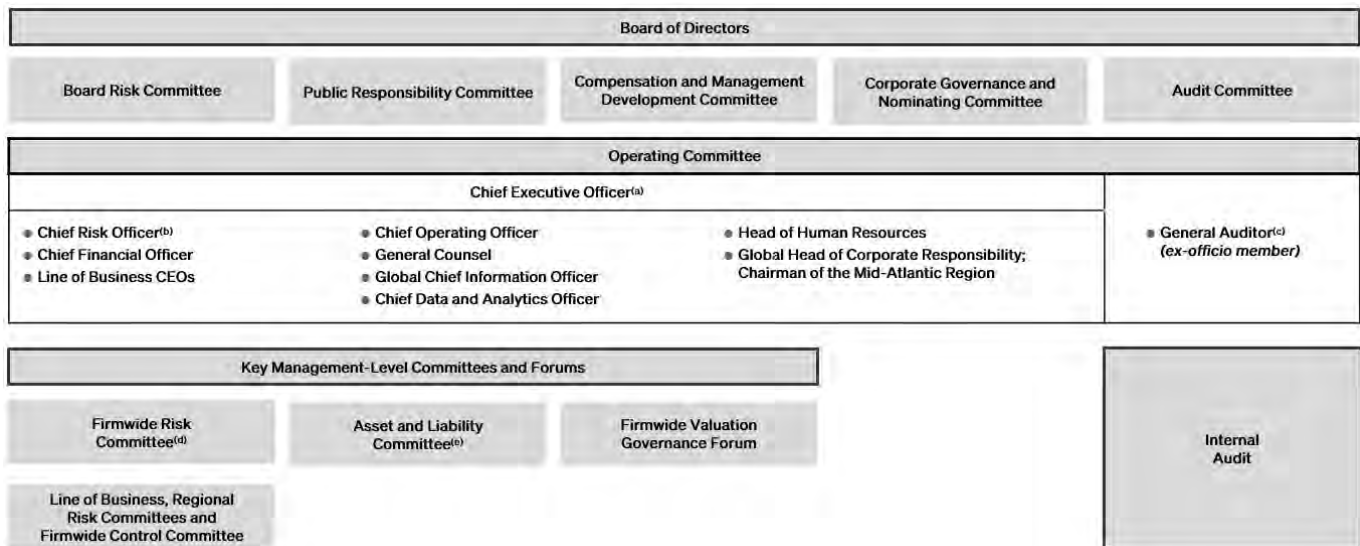 Board of Directors
Board Risk Committee
Public Responsibility Committee
Compensation and Management
Development Committee
Corporate Governance and
Nominating Committee
Audit Committee
Operating Committee
Chief Executive Officer(a)
Chief Risk Officer(b)
Chief Financial Officer
Line of Business CEOs
Chief Operating Officer
General Counsel
Global Chief Information Officer
Chief Data and Analytics Officer
Head of Human Resources
Global Head of Corporate Responsibility;
Chairman of the Mid-Atlantic Region
General Auditor(c)
(ex-officio member)
Key Management-Level Committees and Forums
Firmwide Risk
Committee(d)
Asset and Liability
Committee(e)
Firmwide Valuation
Governance Forum
Line of Business, Regional
Risk Committees and
Firmwide Control Committee
Internal
Audit